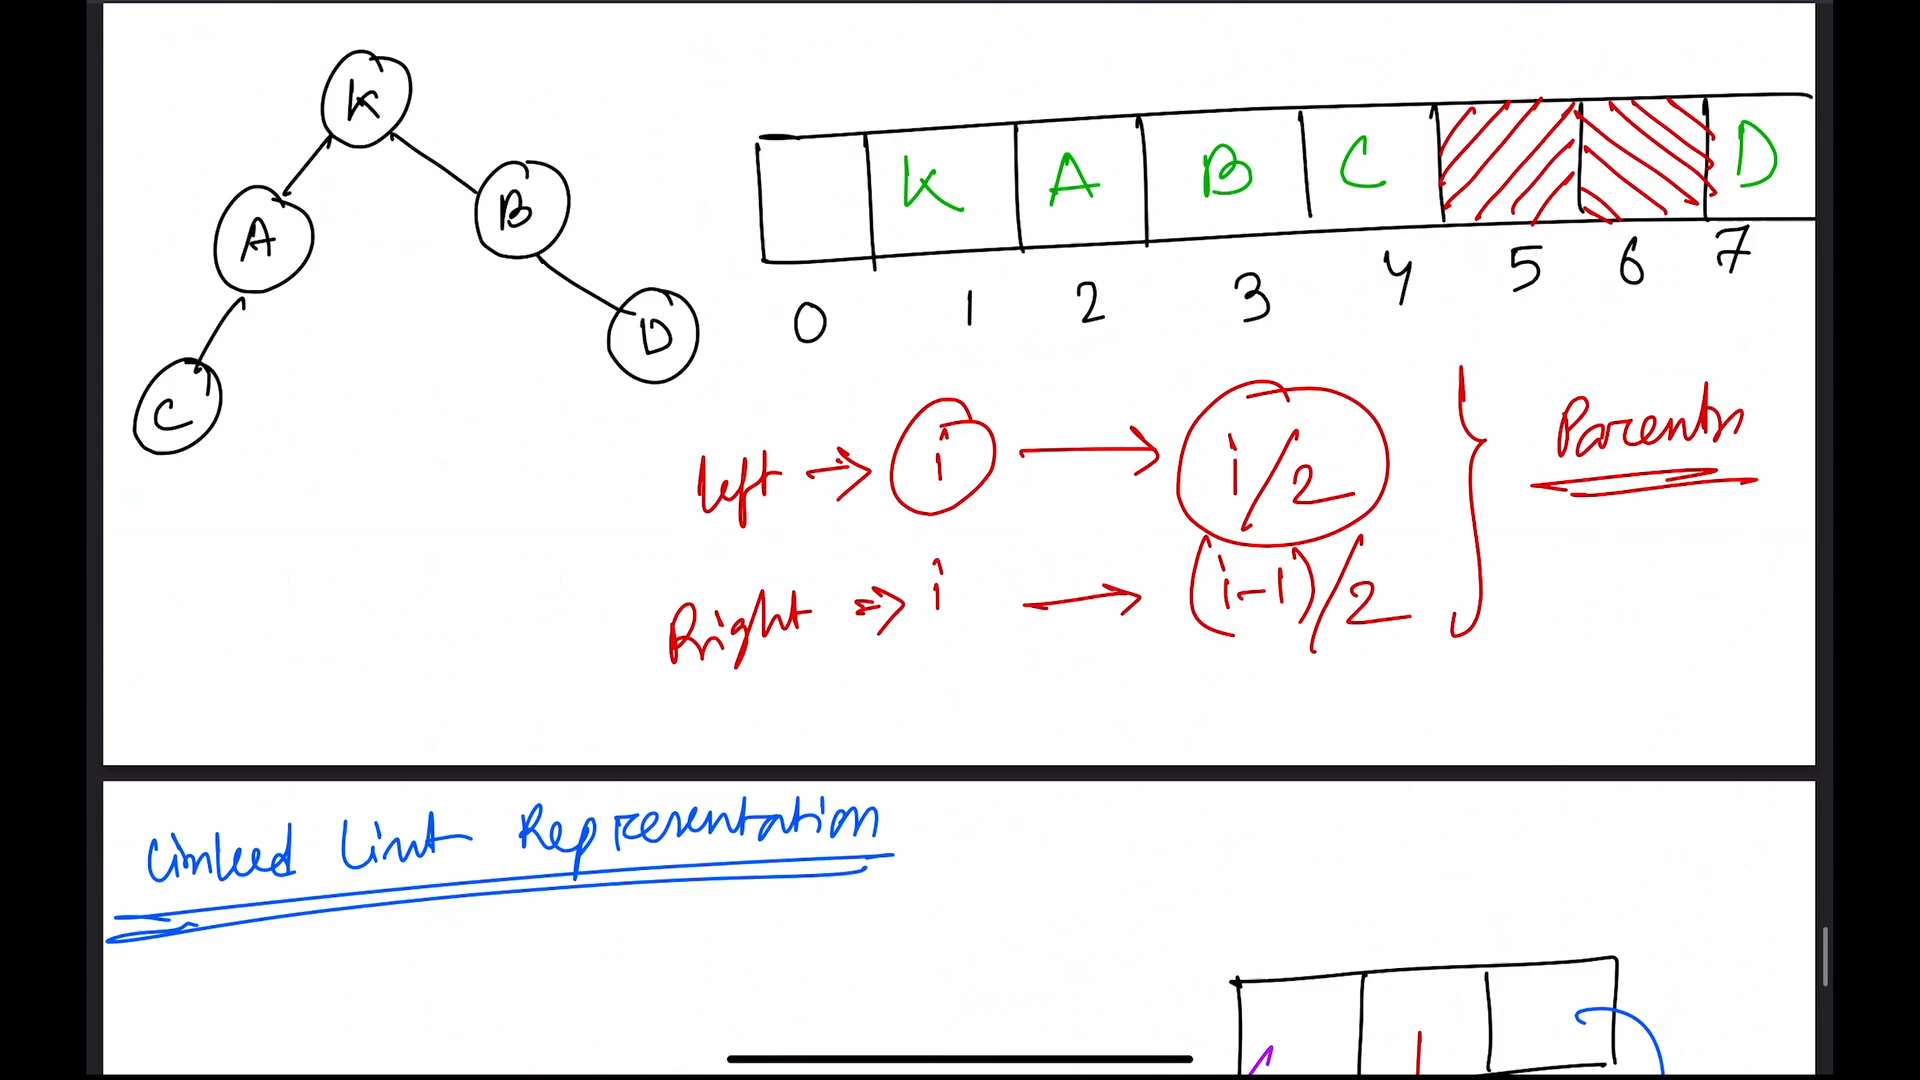 K
A
B
C
D
K A B C D
0 1 2 3 4 5 6 7
left → i → i/2
Right ⇒ i → (i-1)/2
Parents
Linked List Representation